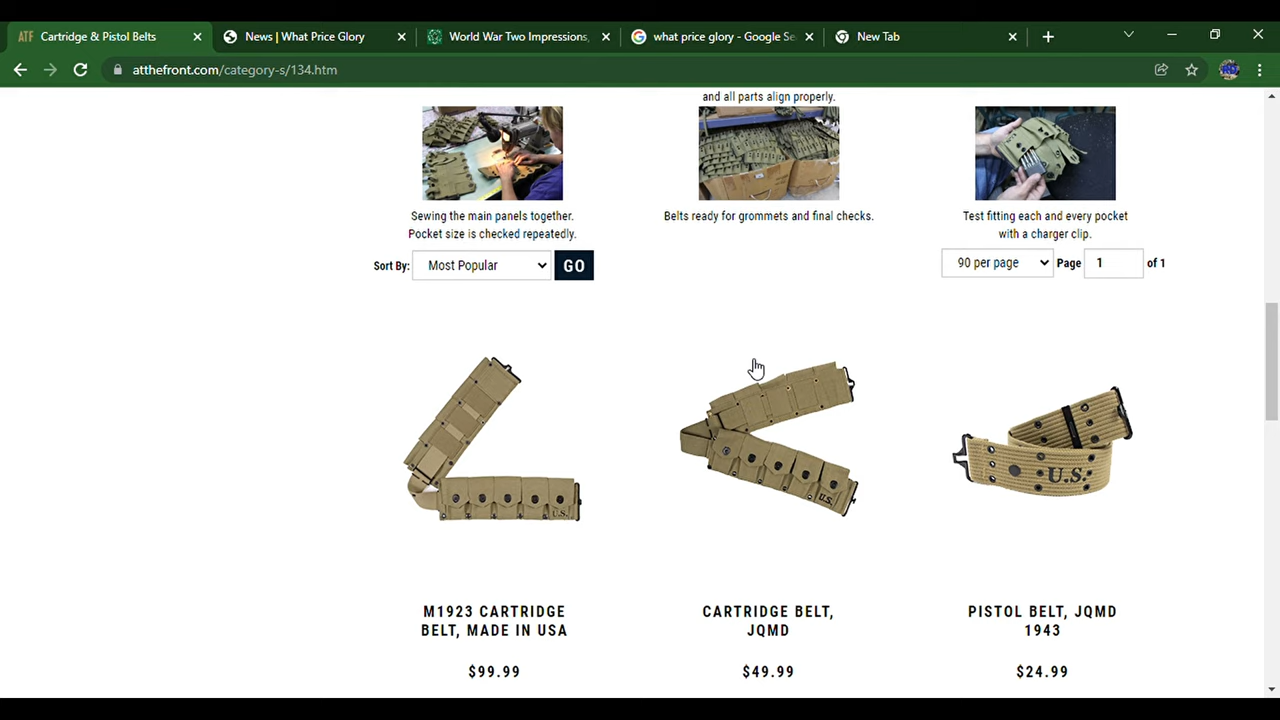 ATF Cartridge & Pistol Belts
News | What Price Glory
World War Two Impressions,
what price glory - Google Se
New Tab
atthefront.com/category-s/134.htm
and all parts align properly.
Sewing the main panels together.
Pocket size is checked repeatedly.
Belts ready for grommets and final checks.
Test fitting each and every pocket
with a charger clip.
Sort By: Most Popular GO
90 per page Page 1 of 1
U.S.
U.S.
U.S.
M1923 CARTRIDGE
BELT, MADE IN USA
$99.99
CARTRIDGE BELT,
JQMD
$49.99
PISTOL BELT, JQMD
1943
$24.99